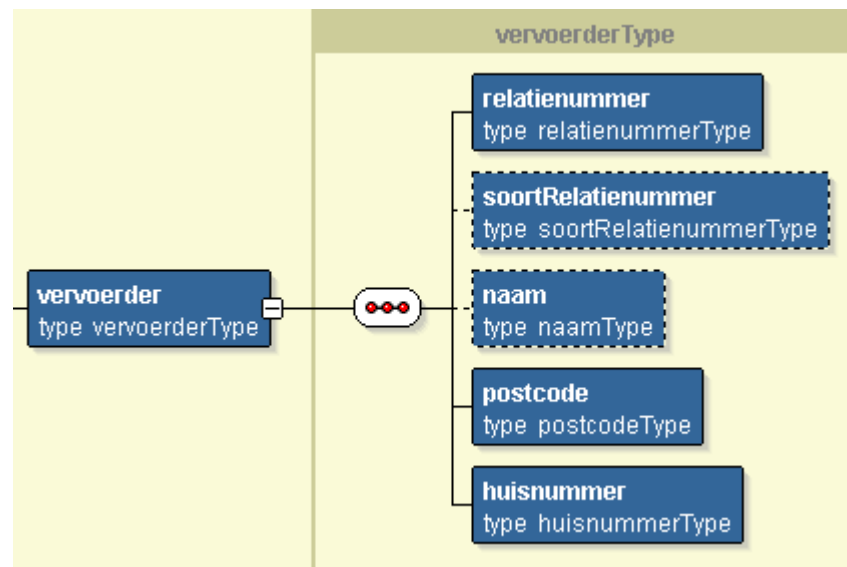 vervoerderType
relatienummer
type relatienummerType
soortRelatienummer
type soortRelatienummerType
vervoerder
type vervoerderType
naam
type naamType
postcode
type postcodeType
huisnummer
type huisnummerType